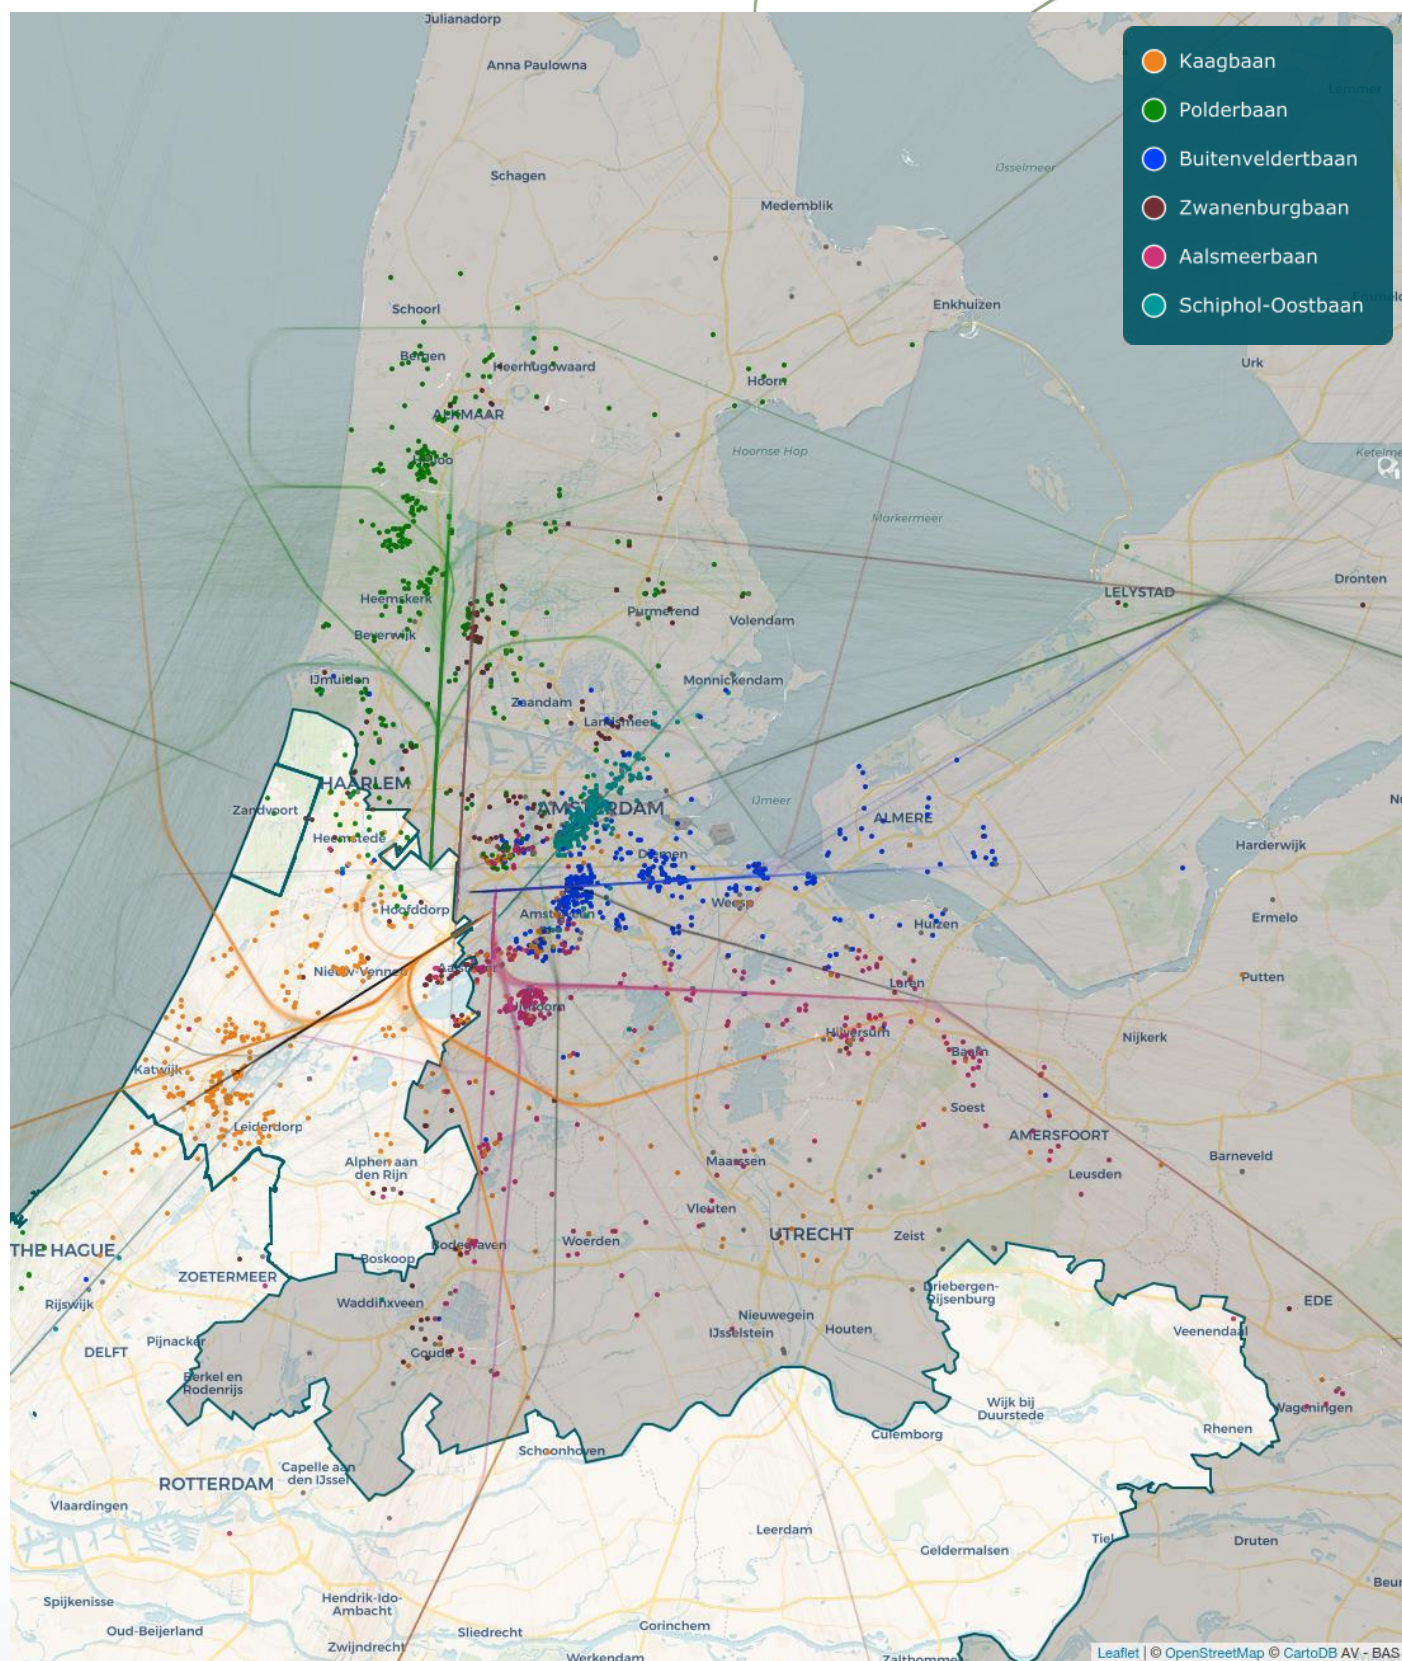 Julianadorp
Anna Paulowna
Kaagbaan
Lemmer
Polderbaan
Buitenveldertbaan
IJsselmeer
Schagen
Medemblik
Zwanenburgbaan
Aalsmeerbaan
Schiphol-Oostbaan
Enkhuizen
Schoorl
Bergen
Heerhugowaard
Urk
Hoorn
ALKMAAR
Hoornse Hop
Markermeer
Heemskerk
Purmerend
LELYSTAD
Dronten
Beverwijk
Volendam
IJmuiden
Monnickendam
Zaandam
Landsmeer
HAARLEM
Zandvoort
AMSTERDAM
IJmeer
ALMERE
Heemstede
Diemen
Harderwijk
Hoofddorp
Weesp
Ermelo
Huizen
Nieuw-Vennep
Laren
Putten
Hilversum
Nijkerk
Baarn
Katwijk
Soest
Leiderdorp
AMERSFOORT
Alphen aan
den Rijn
Maarssen
Barneveld
Leusden
Vleuten
UTRECHT
Zeist
THE HAGUE
Bodegraven
Woerden
Boskoop
ZOETERMEER
Driebergen-
Rijsenburg
Rijswijk
Waddinxveen
EDE
Nieuwegein
IJsselstein
Houten
Veenendaal
Pijnacker
DELFT
Gouda
Berkel en
Rodenrijs
Wijk bij
Duurstede
Wageningen
Rhenen
Culemborg
Schoonhoven
ROTTERDAM
Capelle aan
den IJssel
Vlaardingen
Leerdam
Tiel
Druten
Geldermalsen
Spijkenisse
Hendrik-Ido-
Ambacht
Oud-Beijerland
Sliedrecht
Gorinchem
Zwijndrecht
Werkendam
Leaflet | © OpenStreetMap © CartoDB AV - BAS